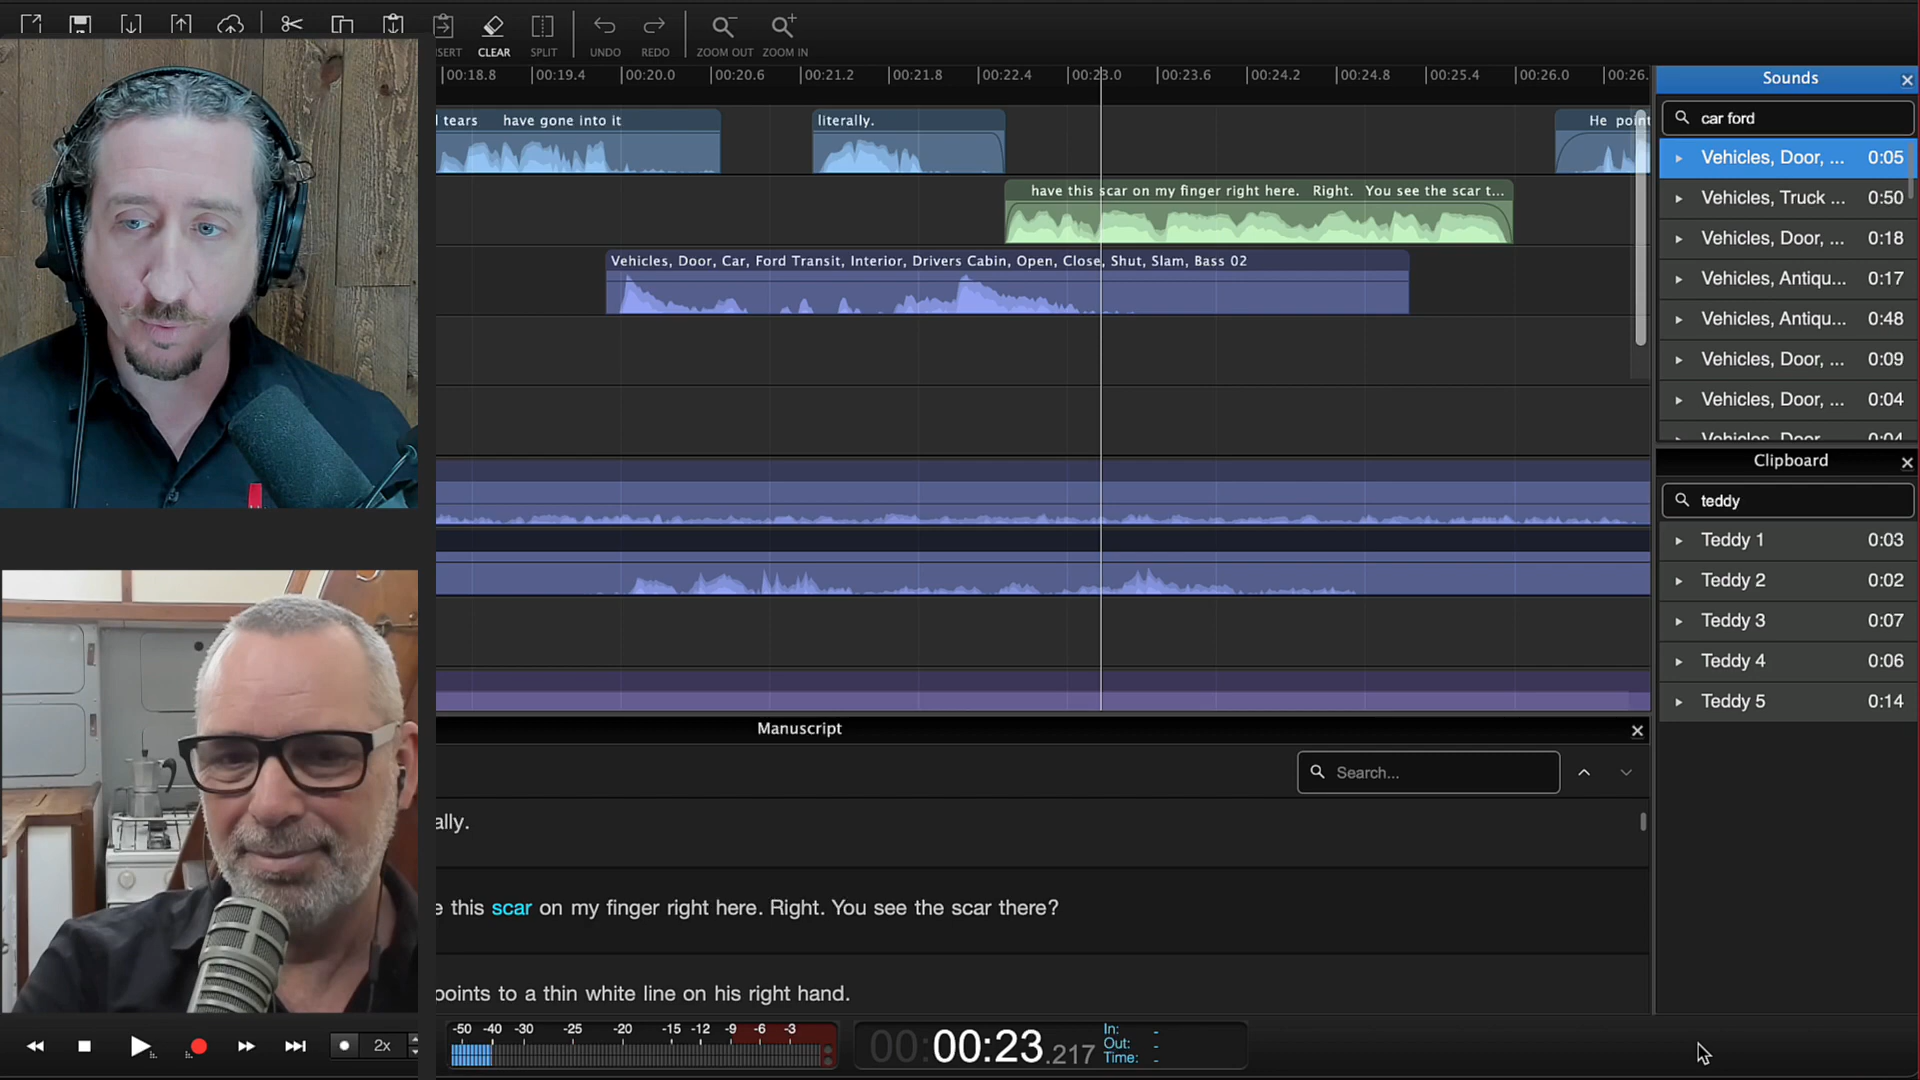 SERT CLEAR SPLIT UNDO REDO ZOOM OUT ZOOM IN
00:18.8 00:19.4 00:20.0 00:20.6 00:21.2 00:21.8 00:22.4 00:23.0 00:23.6 00:24.2 00:24.8 00:25.4 00:26.0 00:26.
tears have gone into it
literally.
He point
have this scar on my finger right here. Right. You see the scar t...
Vehicles, Door, Car, Ford Transit, Interior, Drivers Cabin, Open, Close, Shut, Slam, Bass 02
Sounds
car ford
Vehicles, Door, ... 0:05
Vehicles, Truck ... 0:50
Vehicles, Door, ... 0:18
Vehicles, Antiqu... 0:17
Vehicles, Antiqu... 0:48
Vehicles, Door, ... 0:09
Vehicles, Door, ... 0:04
Vehicles, Door 0:04
Clipboard
teddy
Teddy 1 0:03
Teddy 2 0:02
Teddy 3 0:07
Teddy 4 0:06
Teddy 5 0:14
Manuscript
Search...
ally.
e this scar on my finger right here. Right. You see the scar there?
points to a thin white line on his right hand.
2x
-50 -40 -30 -25 -20 -15 -12 -9 -6 -3
00:00:23.217
In: -
Out: -
Time: -